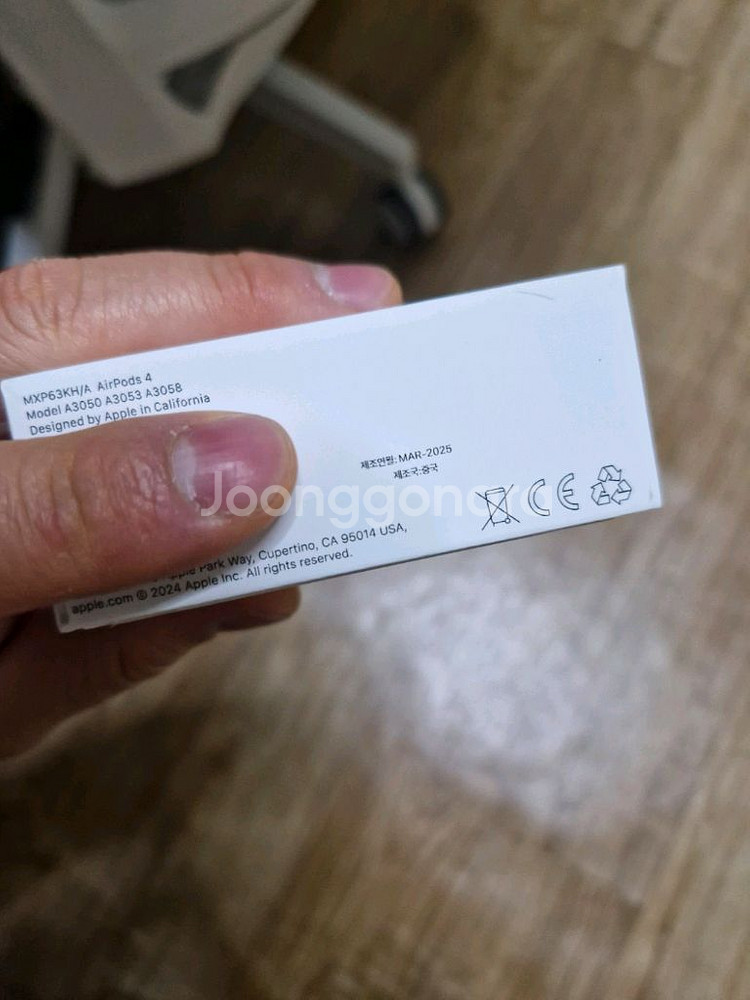 MXP63KH/A AirPods 4
Model A3050 A3053 A3058
Designed by Apple in California
제조연월: MAR-2025
제조국:중국
Joonggonara
CE
Apple Park Way, Cupertino, CA 95014 USA,
apple.com © 2024 Apple Inc. All rights reserved.